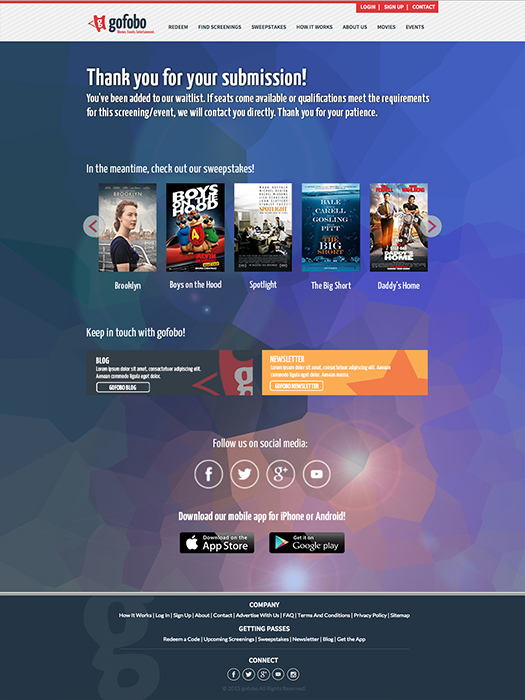 LOGIN | SIGN UP | CONTACT
gofobo
Movies. Events. Entertainment.
REDEEM FIND SCREENINGS SWEEPSTAKES HOW IT WORKS ABOUT US MOVIES EVENTS
Thank you for your submission!
You've been added to our waitlist. If seats come available or qualifications meet the requirements
for this screening/event, we will contact you directly. Thank you for your patience.
In the meantime, check out our sweepstakes!
BROOKLYN
BOYS HOOD
SPOTLIGHT
BALE
CARELL
GOSLING
PITT
THE BIG SHORT
DADDY'S HOME
Brooklyn Boys on the Hood Spotlight The Big Short Daddy's Home
Keep in touch with gofobo!
BLOG
Lorem ipsum dolor sit amet, consectetuer adipiscing elit.
Aenean commodo ligula eget dolor.
GOFOBO BLOG
NEWSLETTER
Lorem ipsum dolor sit amet, consectetuer adipiscing elit.
Aenean commodo ligula eget dolor. Aenean massa.
GOFOBO NEWSLETTER
Follow us on social media:
Download our mobile app for iPhone or Android!
Download on the
App Store
Get it on
Google play
COMPANY
How It Works | Log In | Sign Up | About | Contact | Advertise With Us | FAQ | Terms And Conditions | Privacy Policy | Sitemap
GETTING PASSES
Redeem a Code | Upcoming Screenings | Sweepstakes | Newsletter | Blog | Get the App
CONNECT
gofobo All Rights Reserved.